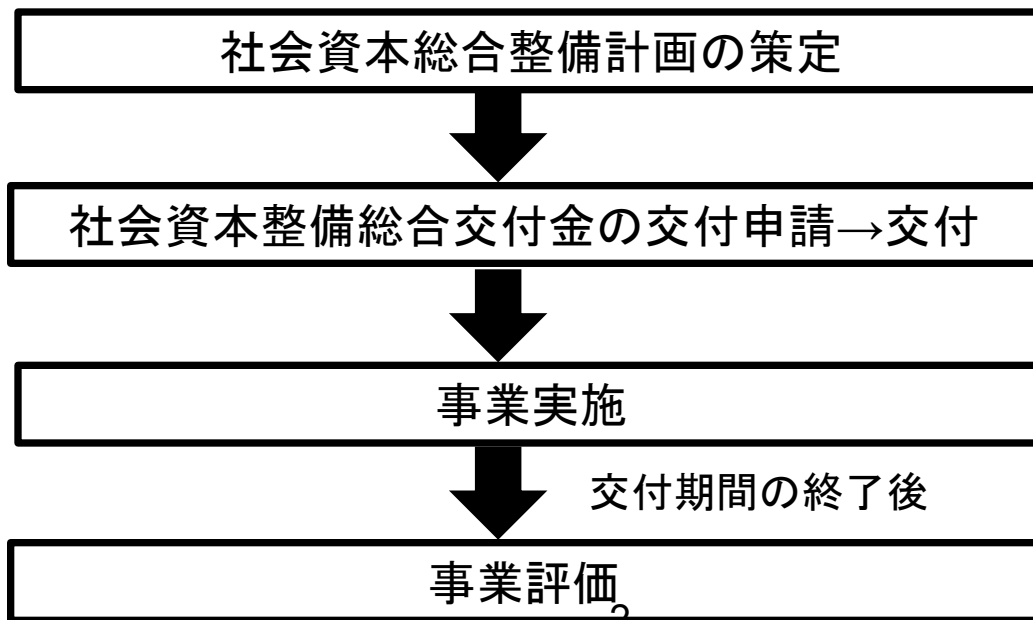 社会資本総合整備計画の策定
社会資本整備総合交付金の交付申請→交付
事業実施
交付期間の終了後
事業評価